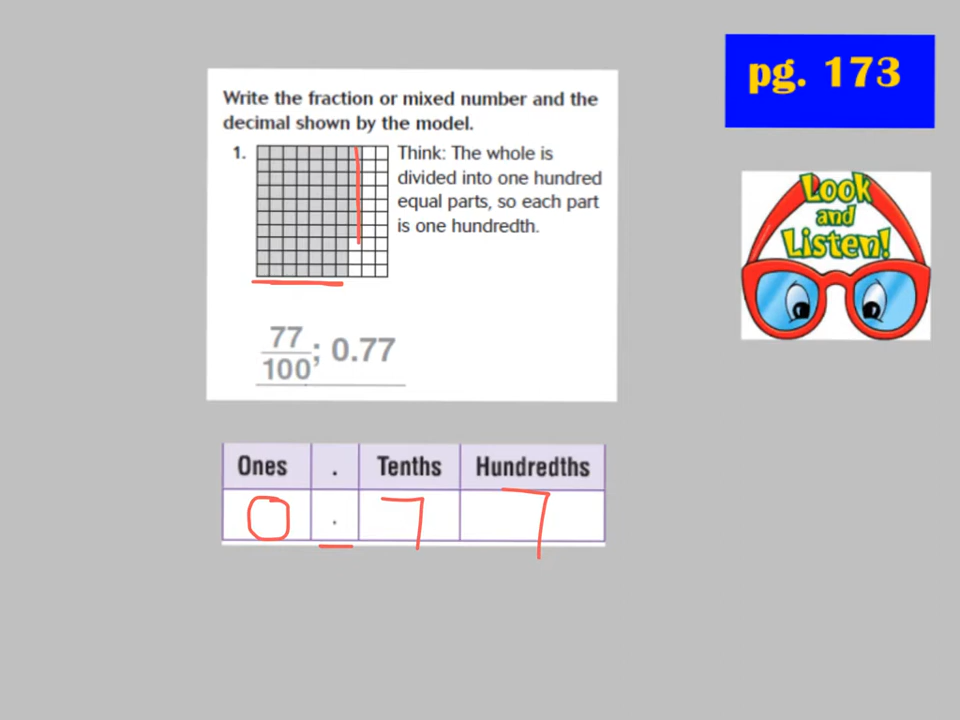 pg. 173
Write the fraction or mixed number and the
decimal shown by the model.
1.
Think: The whole is
divided into one hundred
equal parts, so each part
is one hundredth.
77/100; 0.77
Look
and
Listen!
Ones . Tenths Hundredths
0 . 7 7